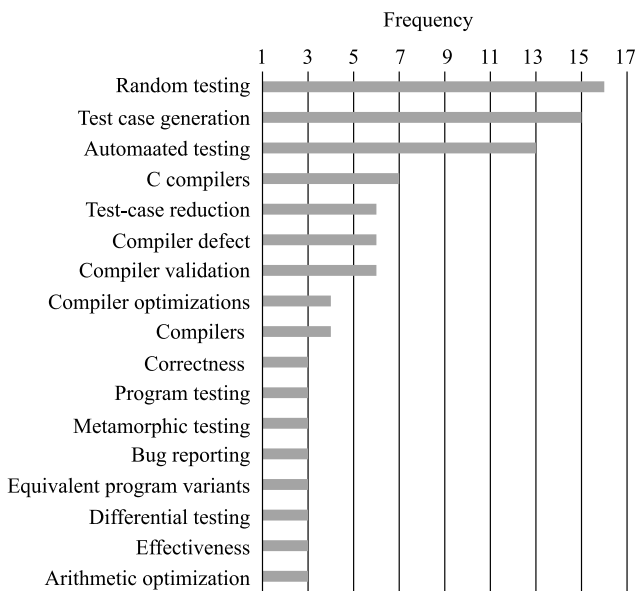 Frequency
1 3 5 7 9 11 13 15 17
Random testing
Test case generation
Automaated testing
C compilers
Test-case reduction
Compiler defect
Compiler validation
Compiler optimizations
Compilers
Correctness
Program testing
Metamorphic testing
Bug reporting
Equivalent program variants
Differential testing
Effectiveness
Arithmetic optimization